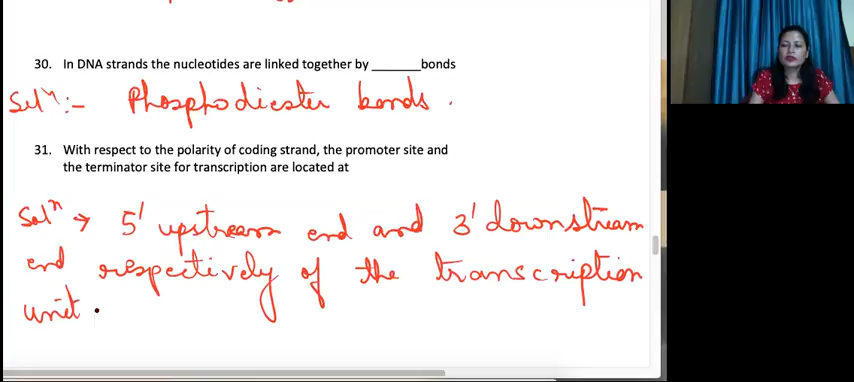 30. In DNA strands the nucleotides are linked together by _______bonds
Solⁿ:- Phosphodiester bonds.
31. With respect to the polarity of coding strand, the promoter site and
the terminator site for transcription are located at
Solⁿ → 5' upstream end and 3' downstream
end respectively of the transcription
unit.